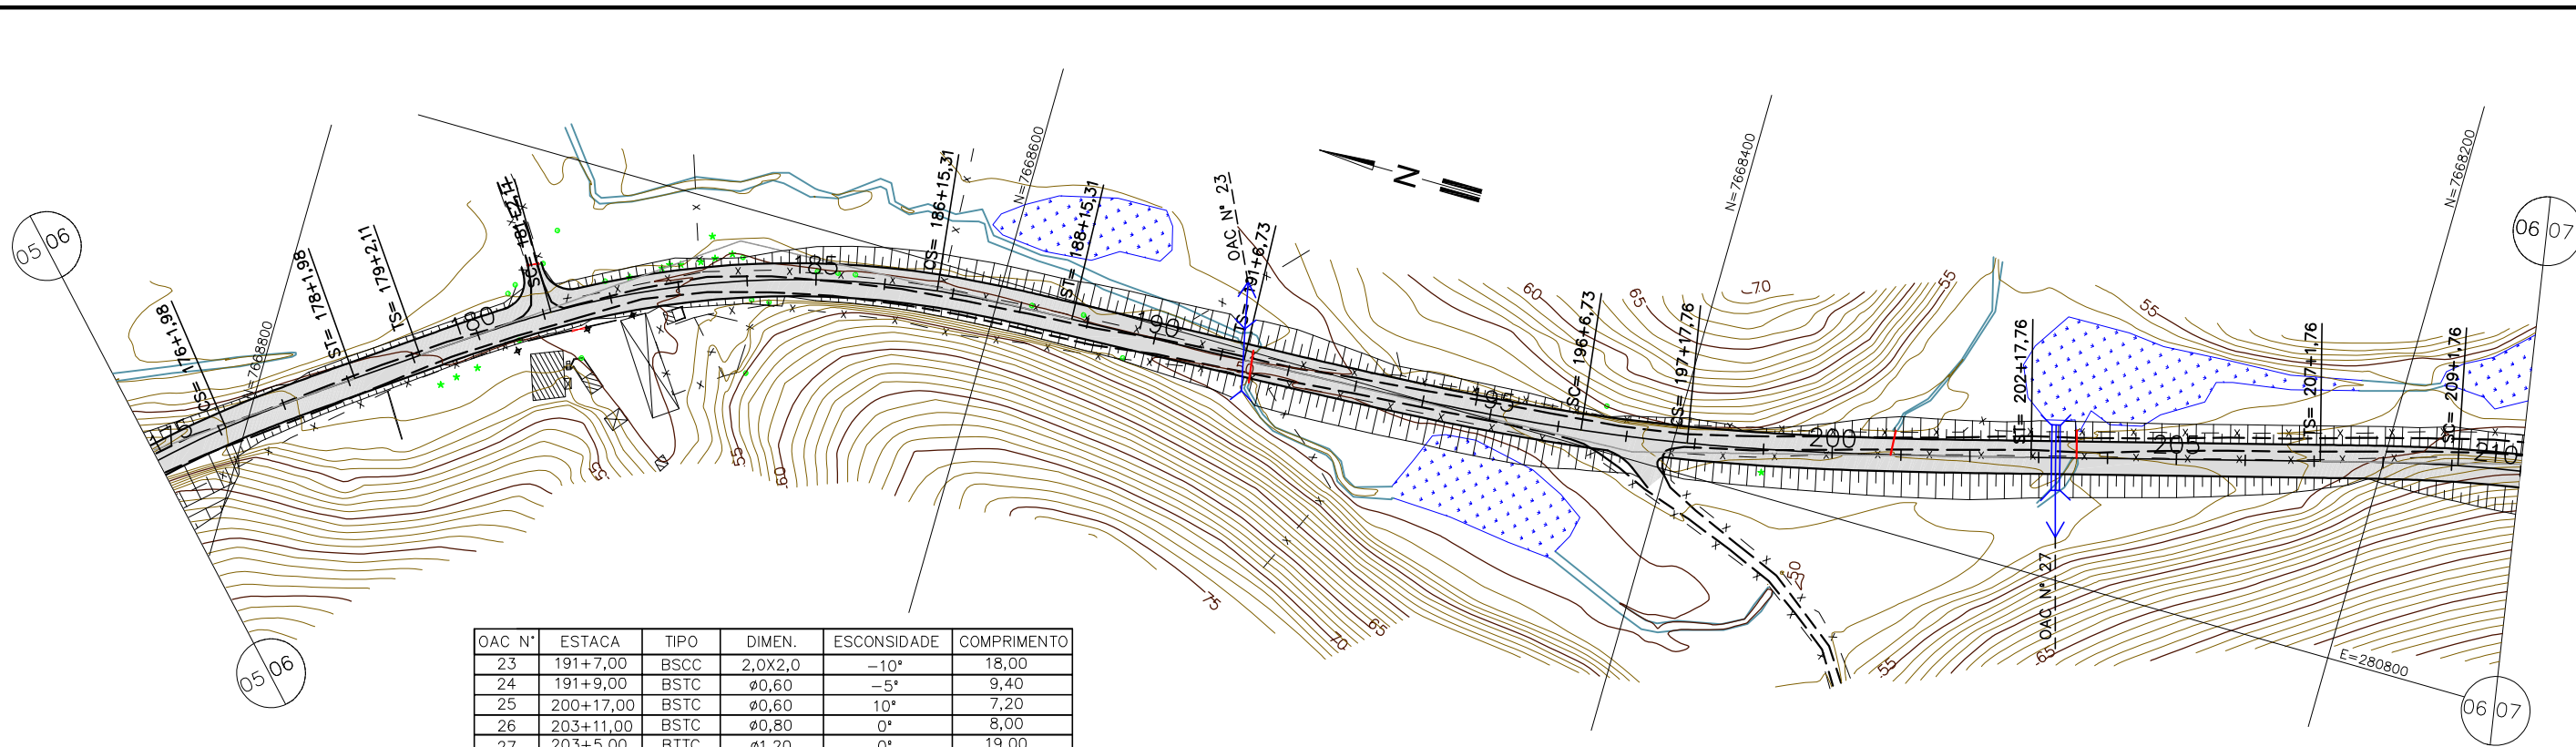 05 06
CS= 176+1,98
N=7668800
ST= 178+1,98
TS= 179+2,11
SC= 181+2,11
CS= 186+15,31
N=7668600
ST= 188+15,31
OAC N° 23
TS= 191+6,73
N
60
65
70
SC= 196+6,73
CS= 197+17,76
N=7668400
55
ST= 202+17,76
55
TS= 207+1,76
N=7668200
SC= 209+1,76
06 07
175
180
185
190
195
200
205
210
55
55
60
75
70
65
50
55
65
OAC N° 27
E=280800
05 06
06 07
OAC N° ESTACA TIPO DIMEN. ESCONSIDADE COMPRIMENTO
23 191+7,00 BSCC 2,0X2,0 -10° 18,00
24 191+9,00 BSTC ø0,60 -5° 9,40
25 200+17,00 BSTC ø0,60 10° 7,20
26 203+11,00 BSTC ø0,80 0° 8,00
27 203+5,00 BTTC ø1,20 0° 19,00